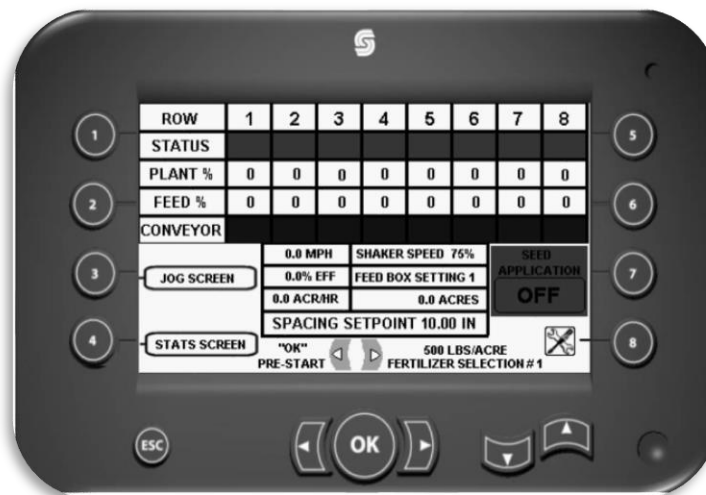 ROW 1 2 3 4 5 6 7 8
STATUS
PLANT % 0 0 0 0 0 0 0 0
FEED % 0 0 0 0 0 0 0 0
CONVEYOR
0.0 MPH SHAKER SPEED 75%
0.0% EFF FEED BOX SETTING 1
0.0 ACR/HR 0.0 ACRES
SPACING SETPOINT 10.00 IN
SEED
APPLICATION
OFF
JOG SCREEN
STATS SCREEN
"OK"
PRE-START
500 LBS/ACRE
FERTILIZER SELECTION # 1
1
2
3
4
5
6
7
8
ESC
OK